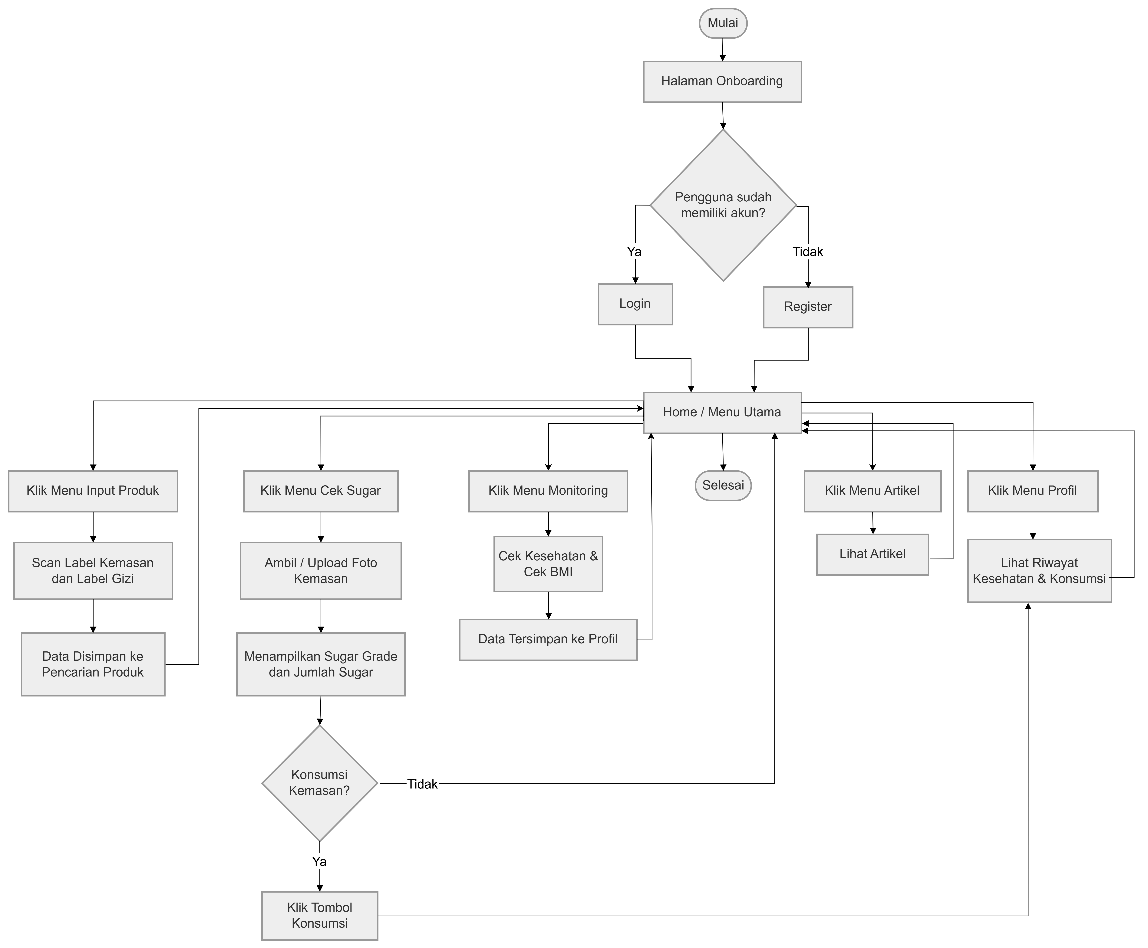 Mulai
Halaman Onboarding
Pengguna sudah
memiliki akun?
Ya
Tidak
Login
Register
Home / Menu Utama
Klik Menu Input Produk
Klik Menu Cek Sugar
Klik Menu Monitoring
Selesai
Klik Menu Artikel
Klik Menu Profil
Scan Label Kemasan
dan Label Gizi
Ambil / Upload Foto
Kemasan
Cek Kesehatan &
Cek BMI
Lihat Artikel
Lihat Riwayat
Kesehatan & Konsumsi
Data Disimpan ke
Pencarian Produk
Menampilkan Sugar Grade
dan Jumlah Sugar
Data Tersimpan ke Profil
Konsumsi
Kemasan?
Tidak
Ya
Klik Tombol
Konsumsi